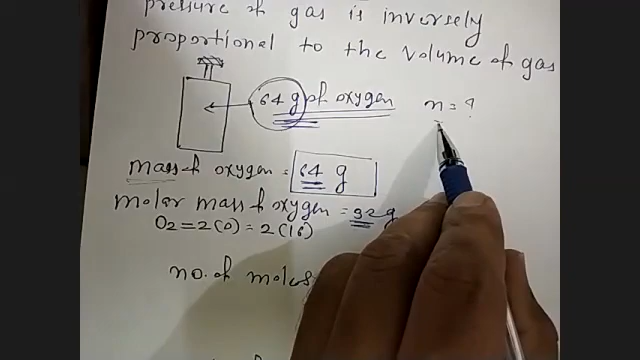 pressure of gas is inversely
proportional to the volume of gas
64 g of oxygen n = ?
mass of oxygen = 64 g
molar mass of oxygen = 32 g
O2 = 2(O) = 2(16)
no. of moles